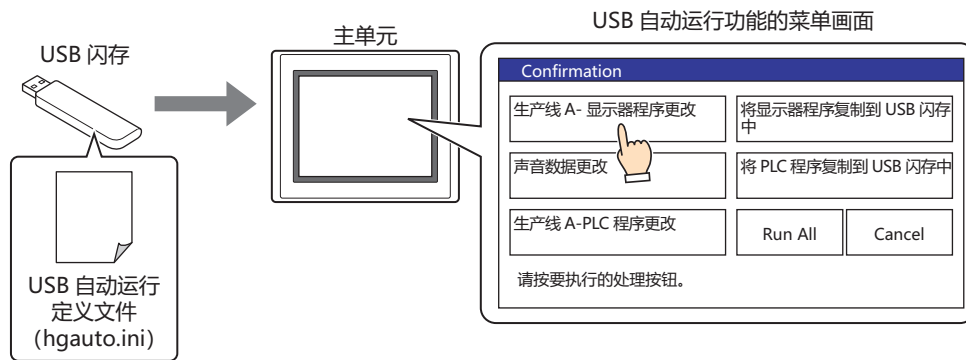 USB 自动运行功能的菜单画面
主单元
USB 闪存
Confirmation
生产线 A- 显示器程序更改
将显示器程序复制到 USB 闪存
中
声音数据更改
将 PLC 程序复制到 USB 闪存中
生产线 A-PLC 程序更改
Run All
Cancel
请按要执行的处理按钮。
USB 自动运行
定义文件
（hgauto.ini）